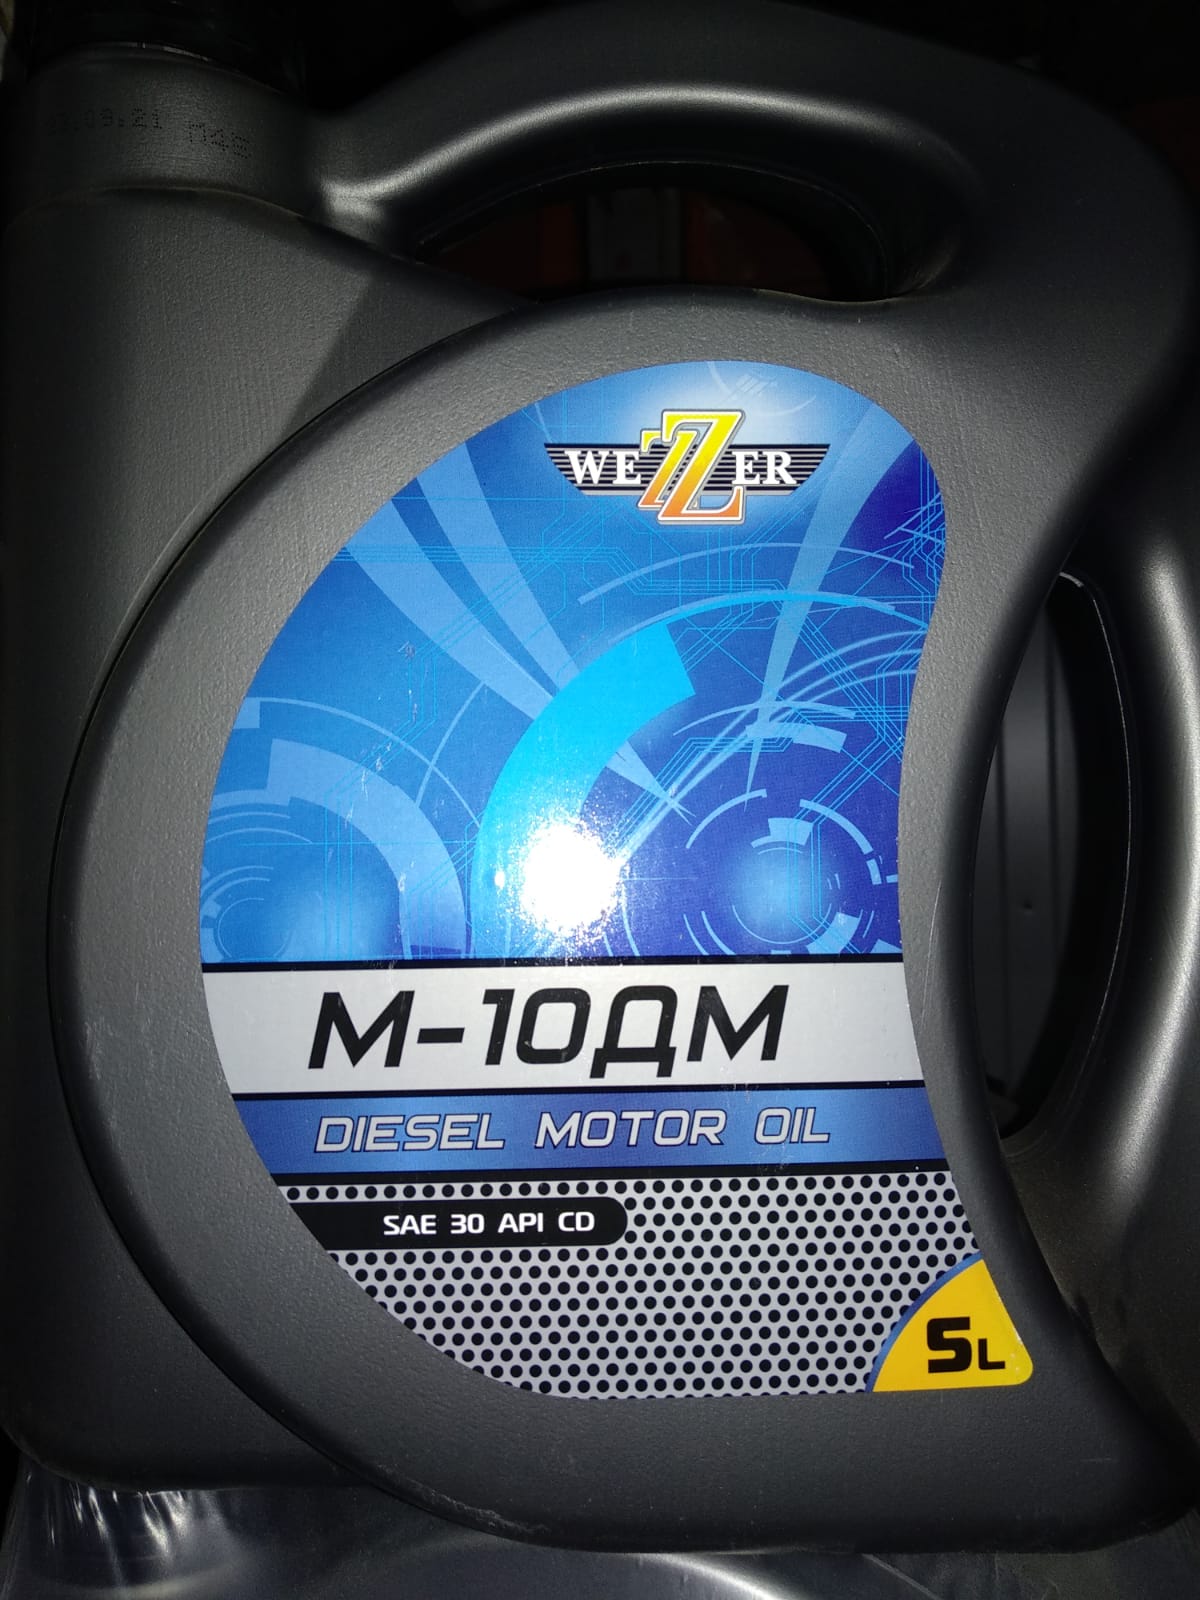 WEZZER
М-10ДМ
DIESEL MOTOR OIL
SAE 30 API CD
5L